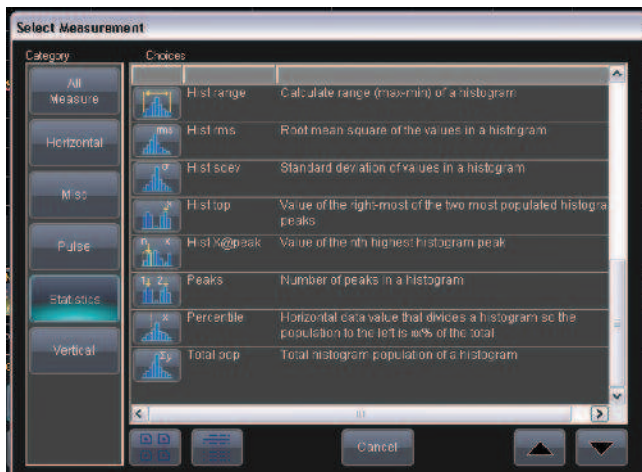 Select Measurement
Category
Choices
All
Measure
Horizontal
Misc
Pulse
Statistics
Vertical
Hist range Calculate range (max-min) of a histogram
Hist rms Root mean square of the values in a histogram
Hist sdev Standard deviation of values in a histogram
Hist top Value of the right-most of the two most populated histogra
peaks
Hist X@peak Value of the nth highest histogram peak
Peaks Number of peaks in a histogram
Percentile Horizontal data value that divides a histogram so the
population to the left is xx% of the total
Total pop Total histogram population of a histogram
Cancel